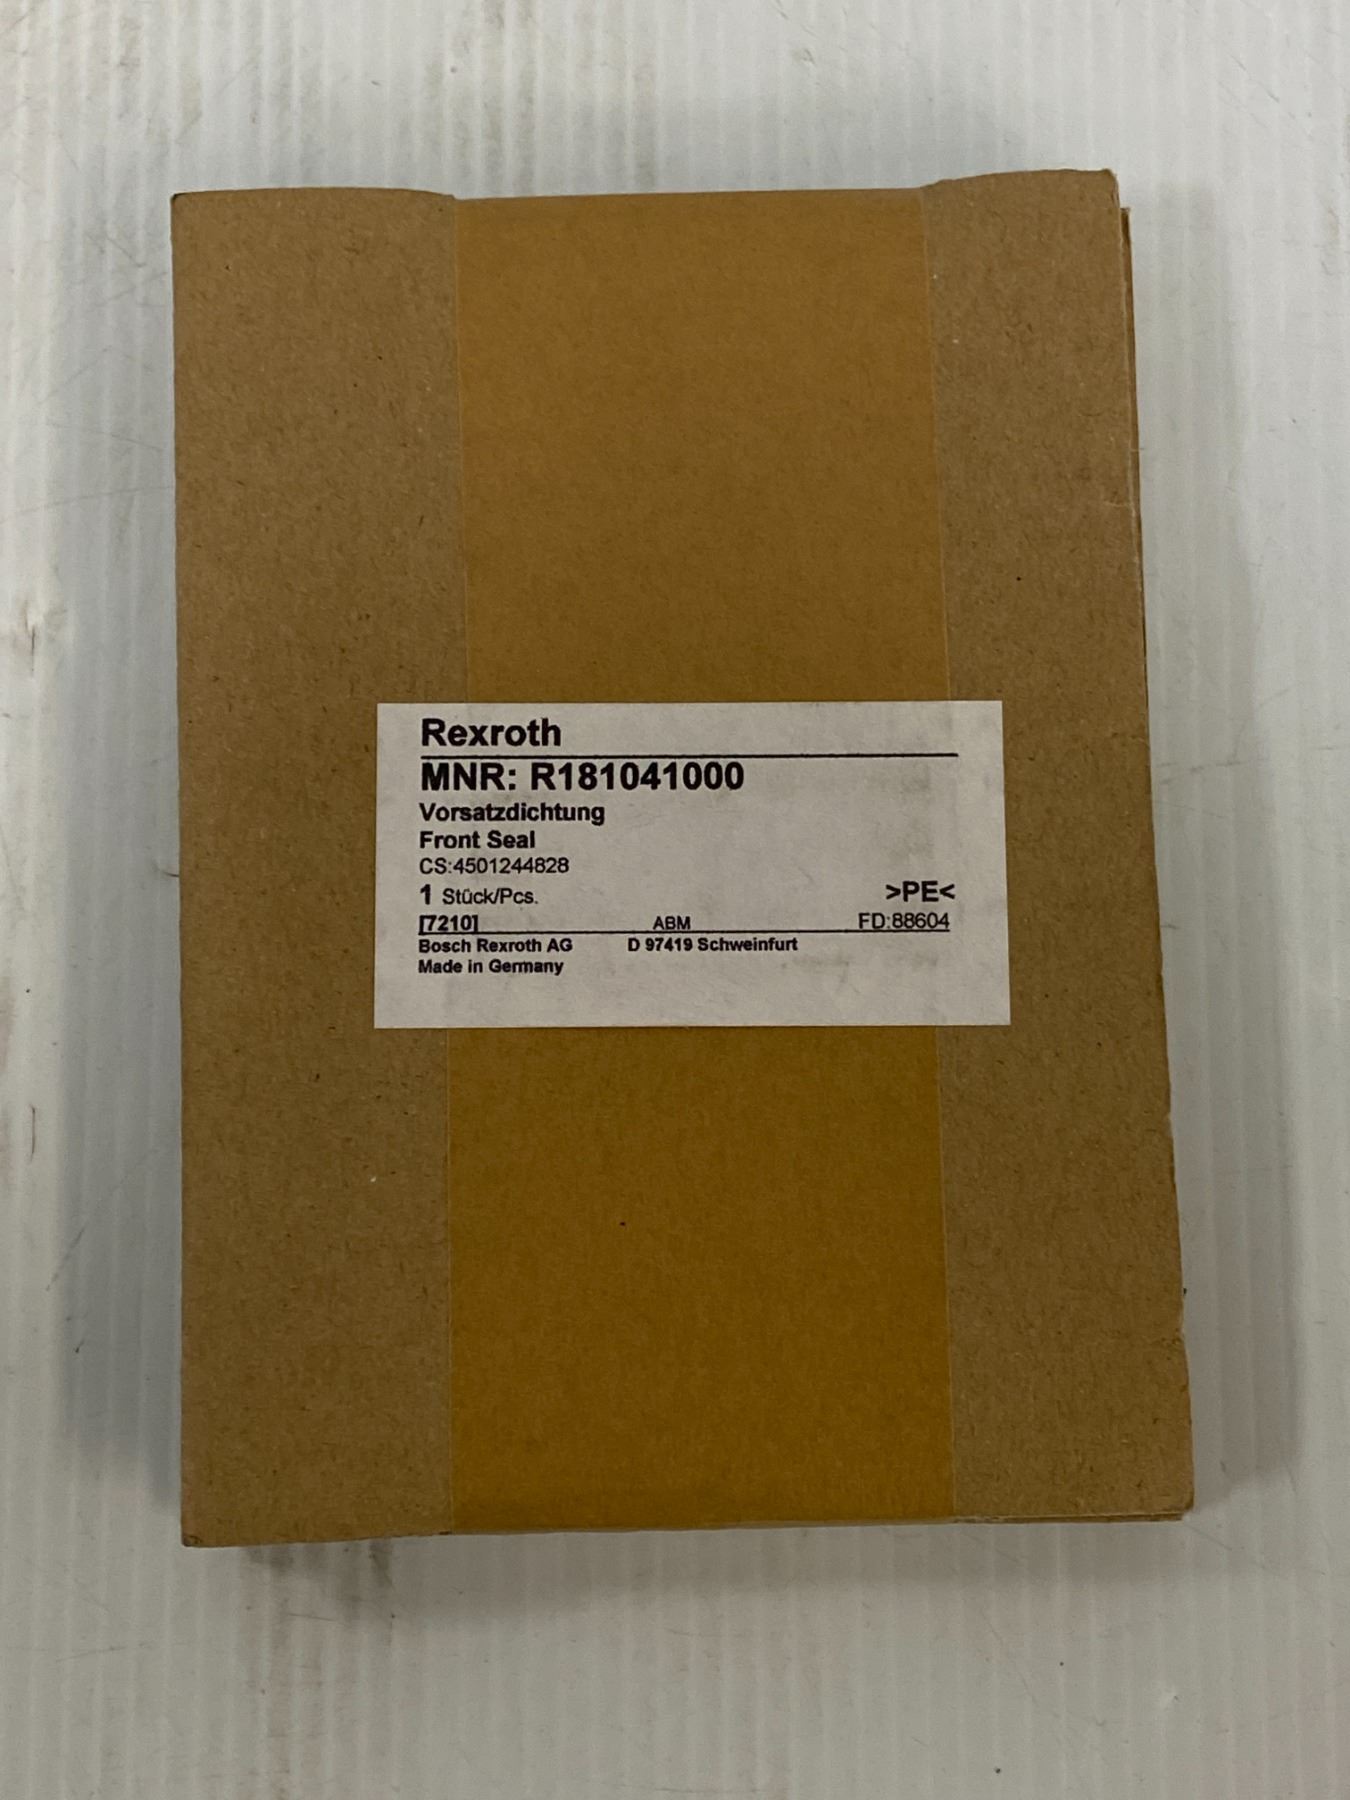 Rexroth
MNR: R181041000
Vorsatzdichtung
Front Seal
CS:4501244828
1 Stück/Pcs. >PE<
[7210] ABM FD:88604
Bosch Rexroth AG D 97419 Schweinfurt
Made in Germany